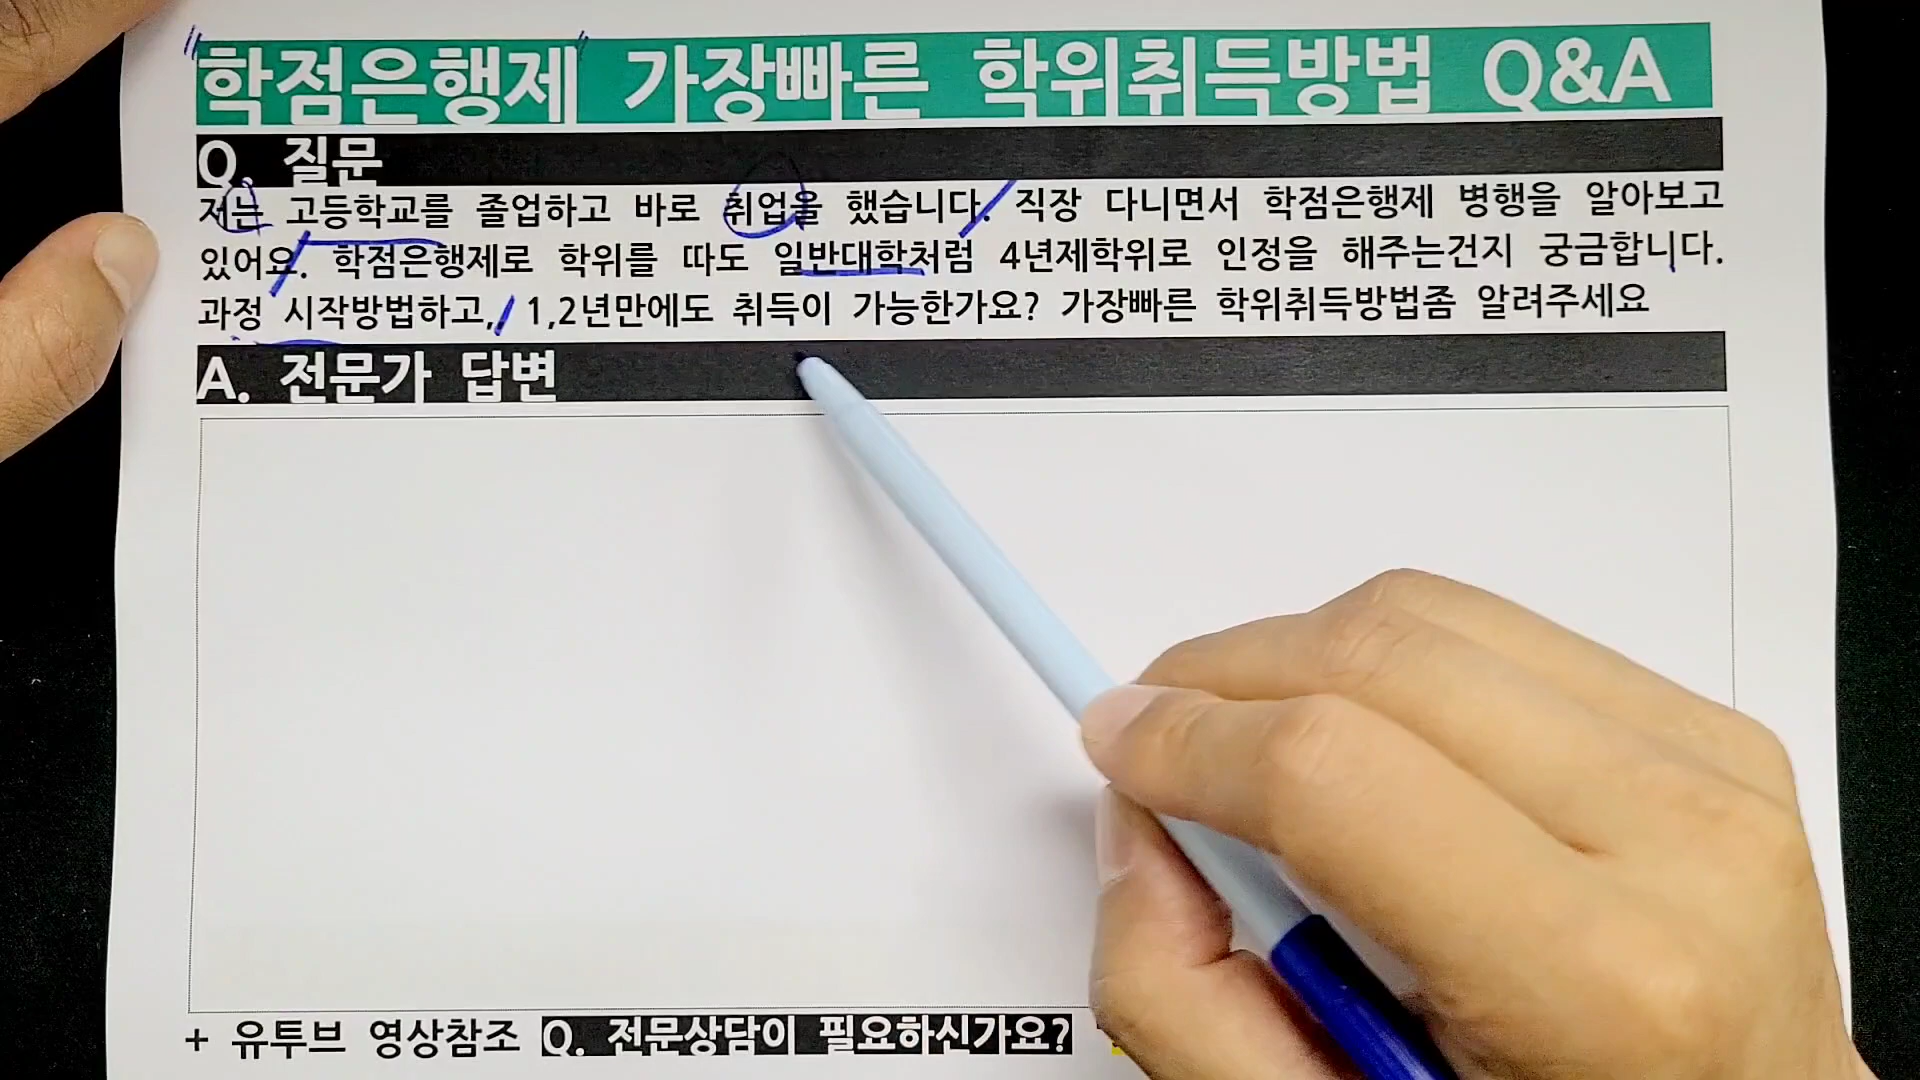 "학점은행제" 가장빠른 학위취득방법 Q&A
Q. 질문
저는 고등학교를 졸업하고 바로 취업을 했습니다. 직장 다니면서 학점은행제 병행을 알아보고
있어요. 학점은행제로 학위를 따도 일반대학처럼 4년제학위로 인정을 해주는건지 궁금합니다.
과정 시작방법하고, 1,2년만에도 취득이 가능한가요? 가장빠른 학위취득방법좀 알려주세요
A. 전문가 답변
+ 유투브 영상참조 Q. 전문상담이 필요하신가요?